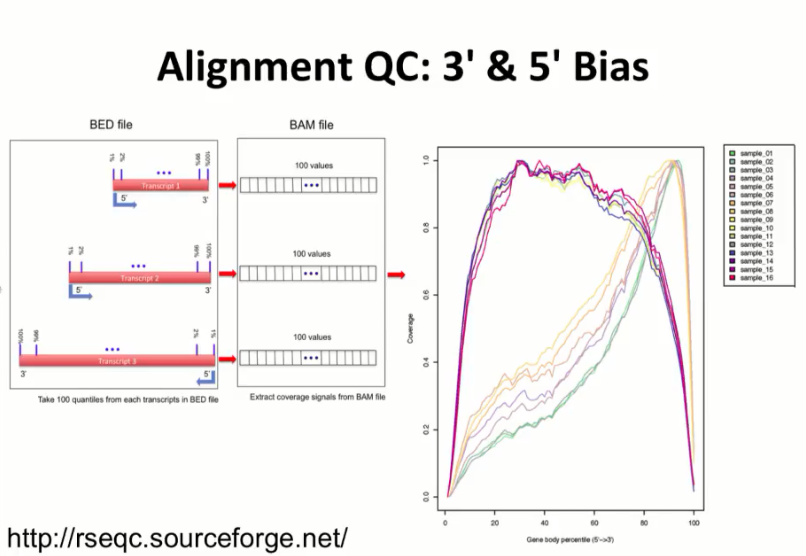 Alignment QC: 3' & 5' Bias
BED file
BAM file
1%
2%
99%
100%
Transcript 1
5'
3'
100 values
1%
2%
99%
100%
Transcript 2
5'
3'
100 values
100%
99%
2%
1%
Transcript 3
3'
5'
100 values
Take 100 quantiles from each transcripts in BED file
Extract coverage signals from BAM file
Coverage
1.0
0.8
0.6
0.4
0.2
0.0
0
20
40
60
80
100
Gene body percentile (5'->3')
sample_01
sample_02
sample_03
sample_04
sample_05
sample_06
sample_07
sample_08
sample_09
sample_10
sample_11
sample_12
sample_13
sample_14
sample_15
sample_16
http://rseqc.sourceforge.net/